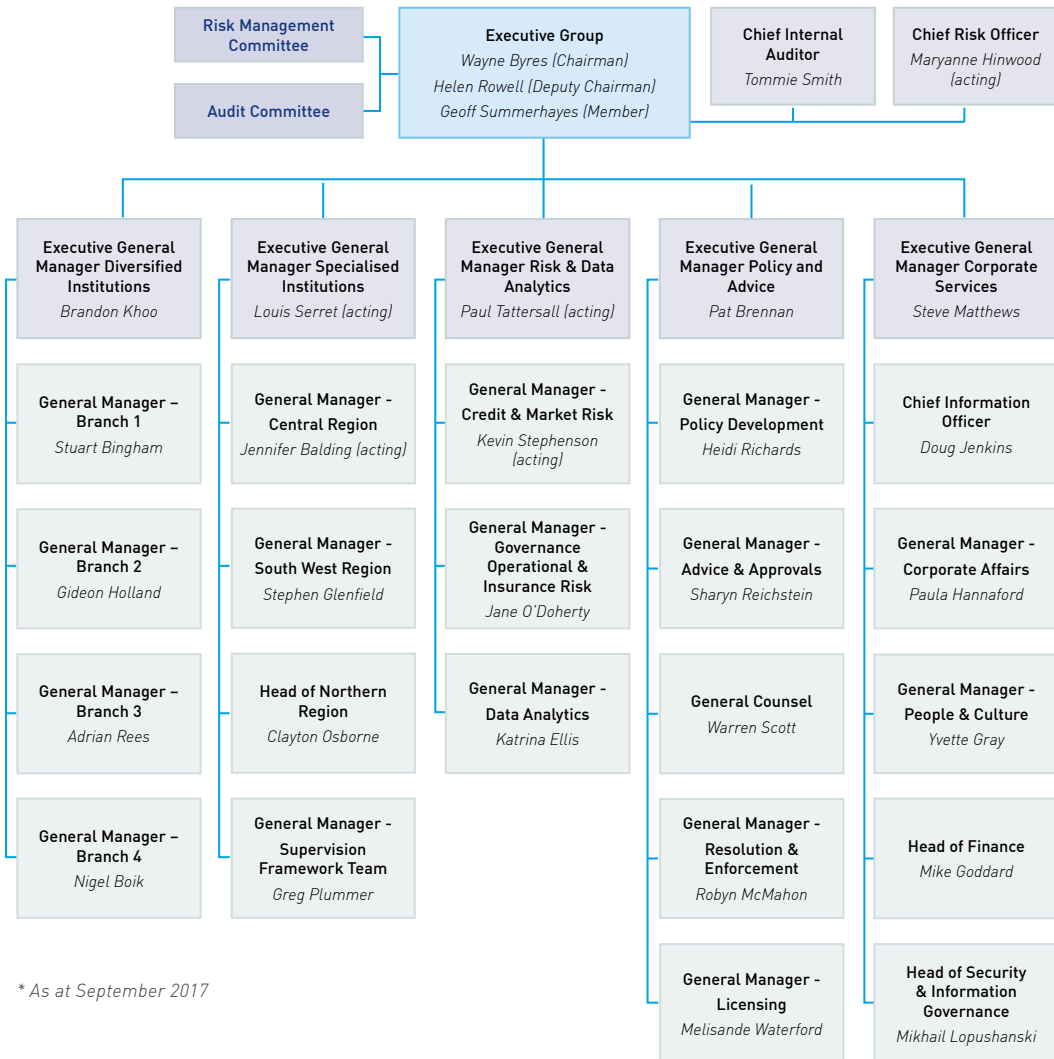 Risk Management
Committee
Audit Committee
Executive Group
Wayne Byres (Chairman)
Helen Rowell (Deputy Chairman)
Geoff Summerhayes (Member)
Chief Internal
Auditor
Tommie Smith
Chief Risk Officer
Maryanne Hinwood
(acting)
Executive General
Manager Diversified
Institutions
Brandon Khoo
General Manager –
Branch 1
Stuart Bingham
General Manager –
Branch 2
Gideon Holland
General Manager –
Branch 3
Adrian Rees
General Manager –
Branch 4
Nigel Boik
Executive General
Manager Specialised
Institutions
Louis Serret (acting)
General Manager -
Central Region
Jennifer Balding (acting)
General Manager -
South West Region
Stephen Glenfield
Head of Northern
Region
Clayton Osborne
General Manager -
Supervision
Framework Team
Greg Plummer
Executive General
Manager Risk & Data
Analytics
Paul Tattersall (acting)
General Manager -
Credit & Market Risk
Kevin Stephenson
(acting)
General Manager -
Governance
Operational &
Insurance Risk
Jane O'Doherty
General Manager -
Data Analytics
Katrina Ellis
Executive General
Manager Policy and
Advice
Pat Brennan
General Manager -
Policy Development
Heidi Richards
General Manager -
Advice & Approvals
Sharyn Reichstein
General Counsel
Warren Scott
General Manager -
Resolution &
Enforcement
Robyn McMahon
General Manager -
Licensing
Melisande Waterford
Executive General
Manager Corporate
Services
Steve Matthews
Chief Information
Officer
Doug Jenkins
General Manager -
Corporate Affairs
Paula Hannaford
General Manager -
People & Culture
Yvette Gray
Head of Finance
Mike Goddard
Head of Security
& Information
Governance
Mikhail Lopushanski
* As at September 2017